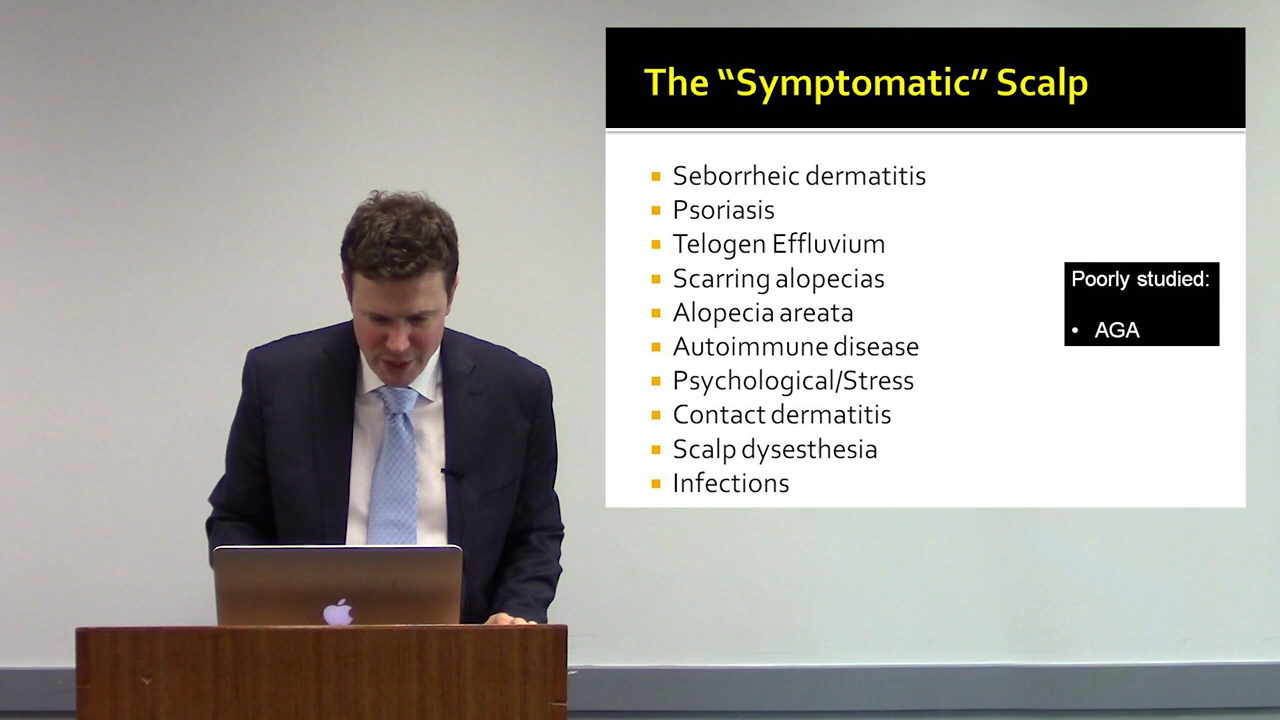 The “Symptomatic” Scalp
Seborrheic dermatitis
Psoriasis
Telogen Effluvium
Scarring alopecias
Alopecia areata
Autoimmune disease
Psychological/Stress
Contact dermatitis
Scalp dysesthesia
Infections
Poorly studied:
• AGA